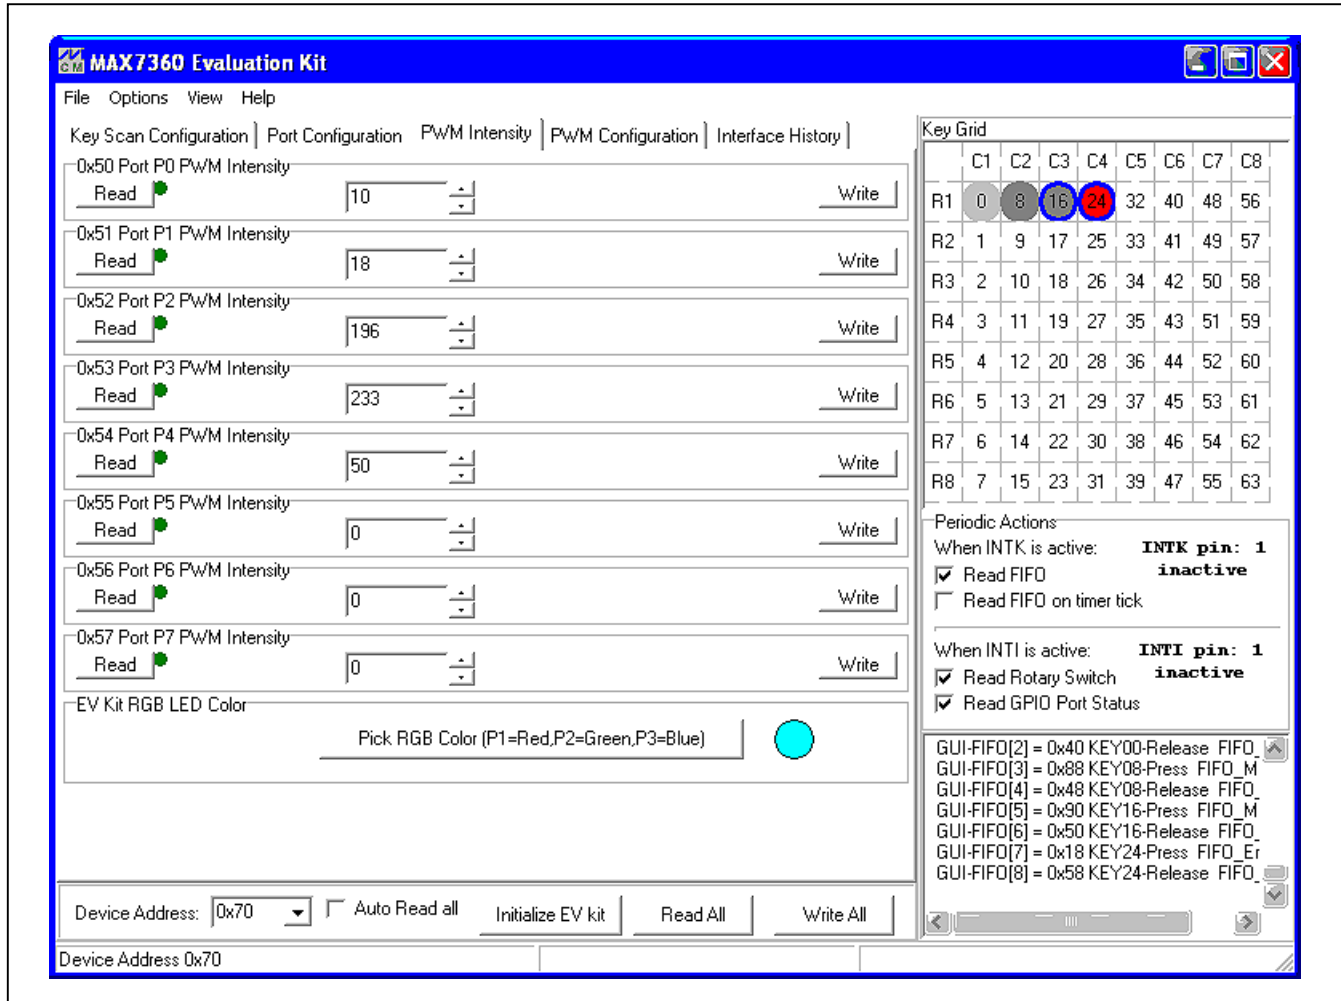 MAX7360 Evaluation Kit
File Options View Help
Key Scan Configuration Port Configuration PWM Intensity PWM Configuration Interface History
0x50 Port P0 PWM Intensity
Read 10 Write
0x51 Port P1 PWM Intensity
Read 18 Write
0x52 Port P2 PWM Intensity
Read 196 Write
0x53 Port P3 PWM Intensity
Read 233 Write
0x54 Port P4 PWM Intensity
Read 50 Write
0x55 Port P5 PWM Intensity
Read 0 Write
0x56 Port P6 PWM Intensity
Read 0 Write
0x57 Port P7 PWM Intensity
Read 0 Write
EV Kit RGB LED Color
Pick RGB Color (P1=Red,P2=Green,P3=Blue)
Key Grid
C1 C2 C3 C4 C5 C6 C7 C8
R1 0 8 16 24 32 40 48 56
R2 1 9 17 25 33 41 49 57
R3 2 10 18 26 34 42 50 58
R4 3 11 19 27 35 43 51 59
R5 4 12 20 28 36 44 52 60
R6 5 13 21 29 37 45 53 61
R7 6 14 22 30 38 46 54 62
R8 7 15 23 31 39 47 55 63
Periodic Actions
When INTK is active: INTK pin: 1
inactive
Read FIFO
Read FIFO on timer tick
When INTI is active: INTI pin: 1
inactive
Read Rotary Switch
Read GPIO Port Status
GUI-FIFO[2] = 0x40 KEY00-Release FIFO_
GUI-FIFO[3] = 0x88 KEY08-Press FIFO_M
GUI-FIFO[4] = 0x48 KEY08-Release FIFO_
GUI-FIFO[5] = 0x90 KEY16-Press FIFO_M
GUI-FIFO[6] = 0x50 KEY16-Release FIFO_
GUI-FIFO[7] = 0x18 KEY24-Press FIFO_Er
GUI-FIFO[8] = 0x58 KEY24-Release FIFO_
Device Address: 0x70 Auto Read all Initialize EV kit Read All Write All
Device Address 0x70